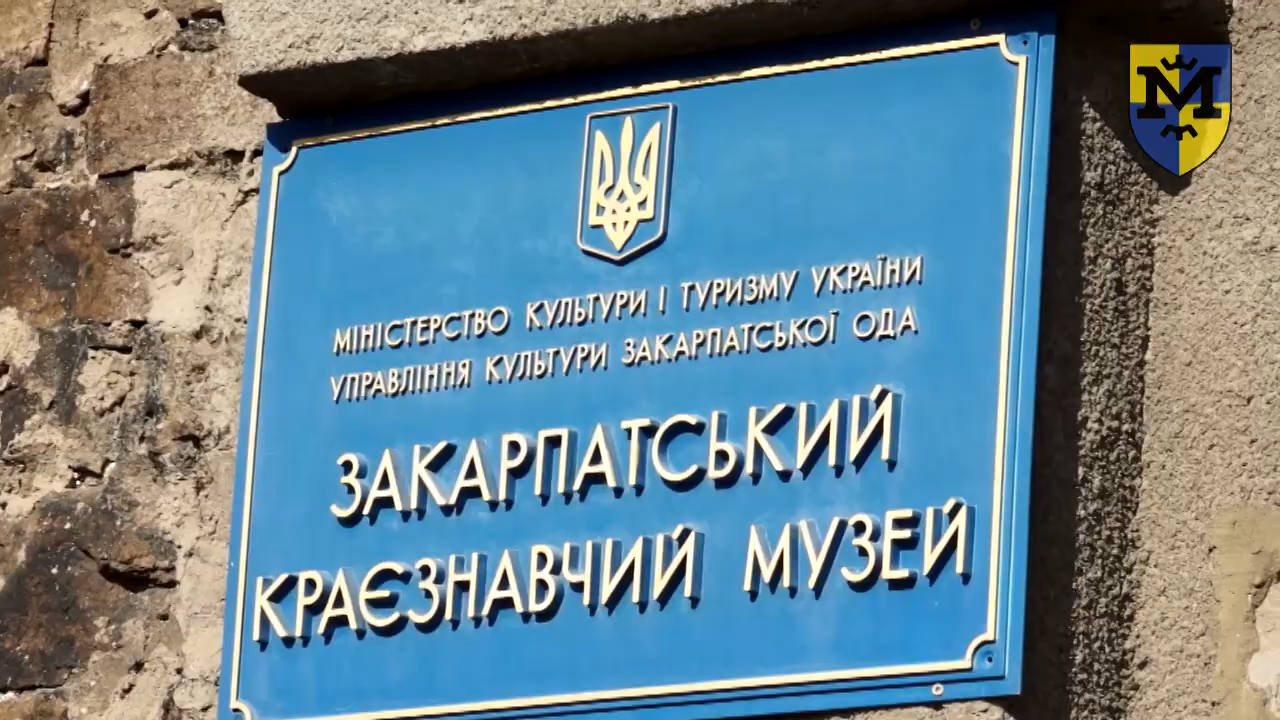 МІНІСТЕРСТВО КУЛЬТУРИ І ТУРИЗМУ УКРАЇНИ
УПРАВЛІННЯ КУЛЬТУРИ ЗАКАРПАТСЬКОЇ ОДА
ЗАКАРПАТСЬКИЙ
КРАЄЗНАВЧИЙ МУЗЕЙ
М